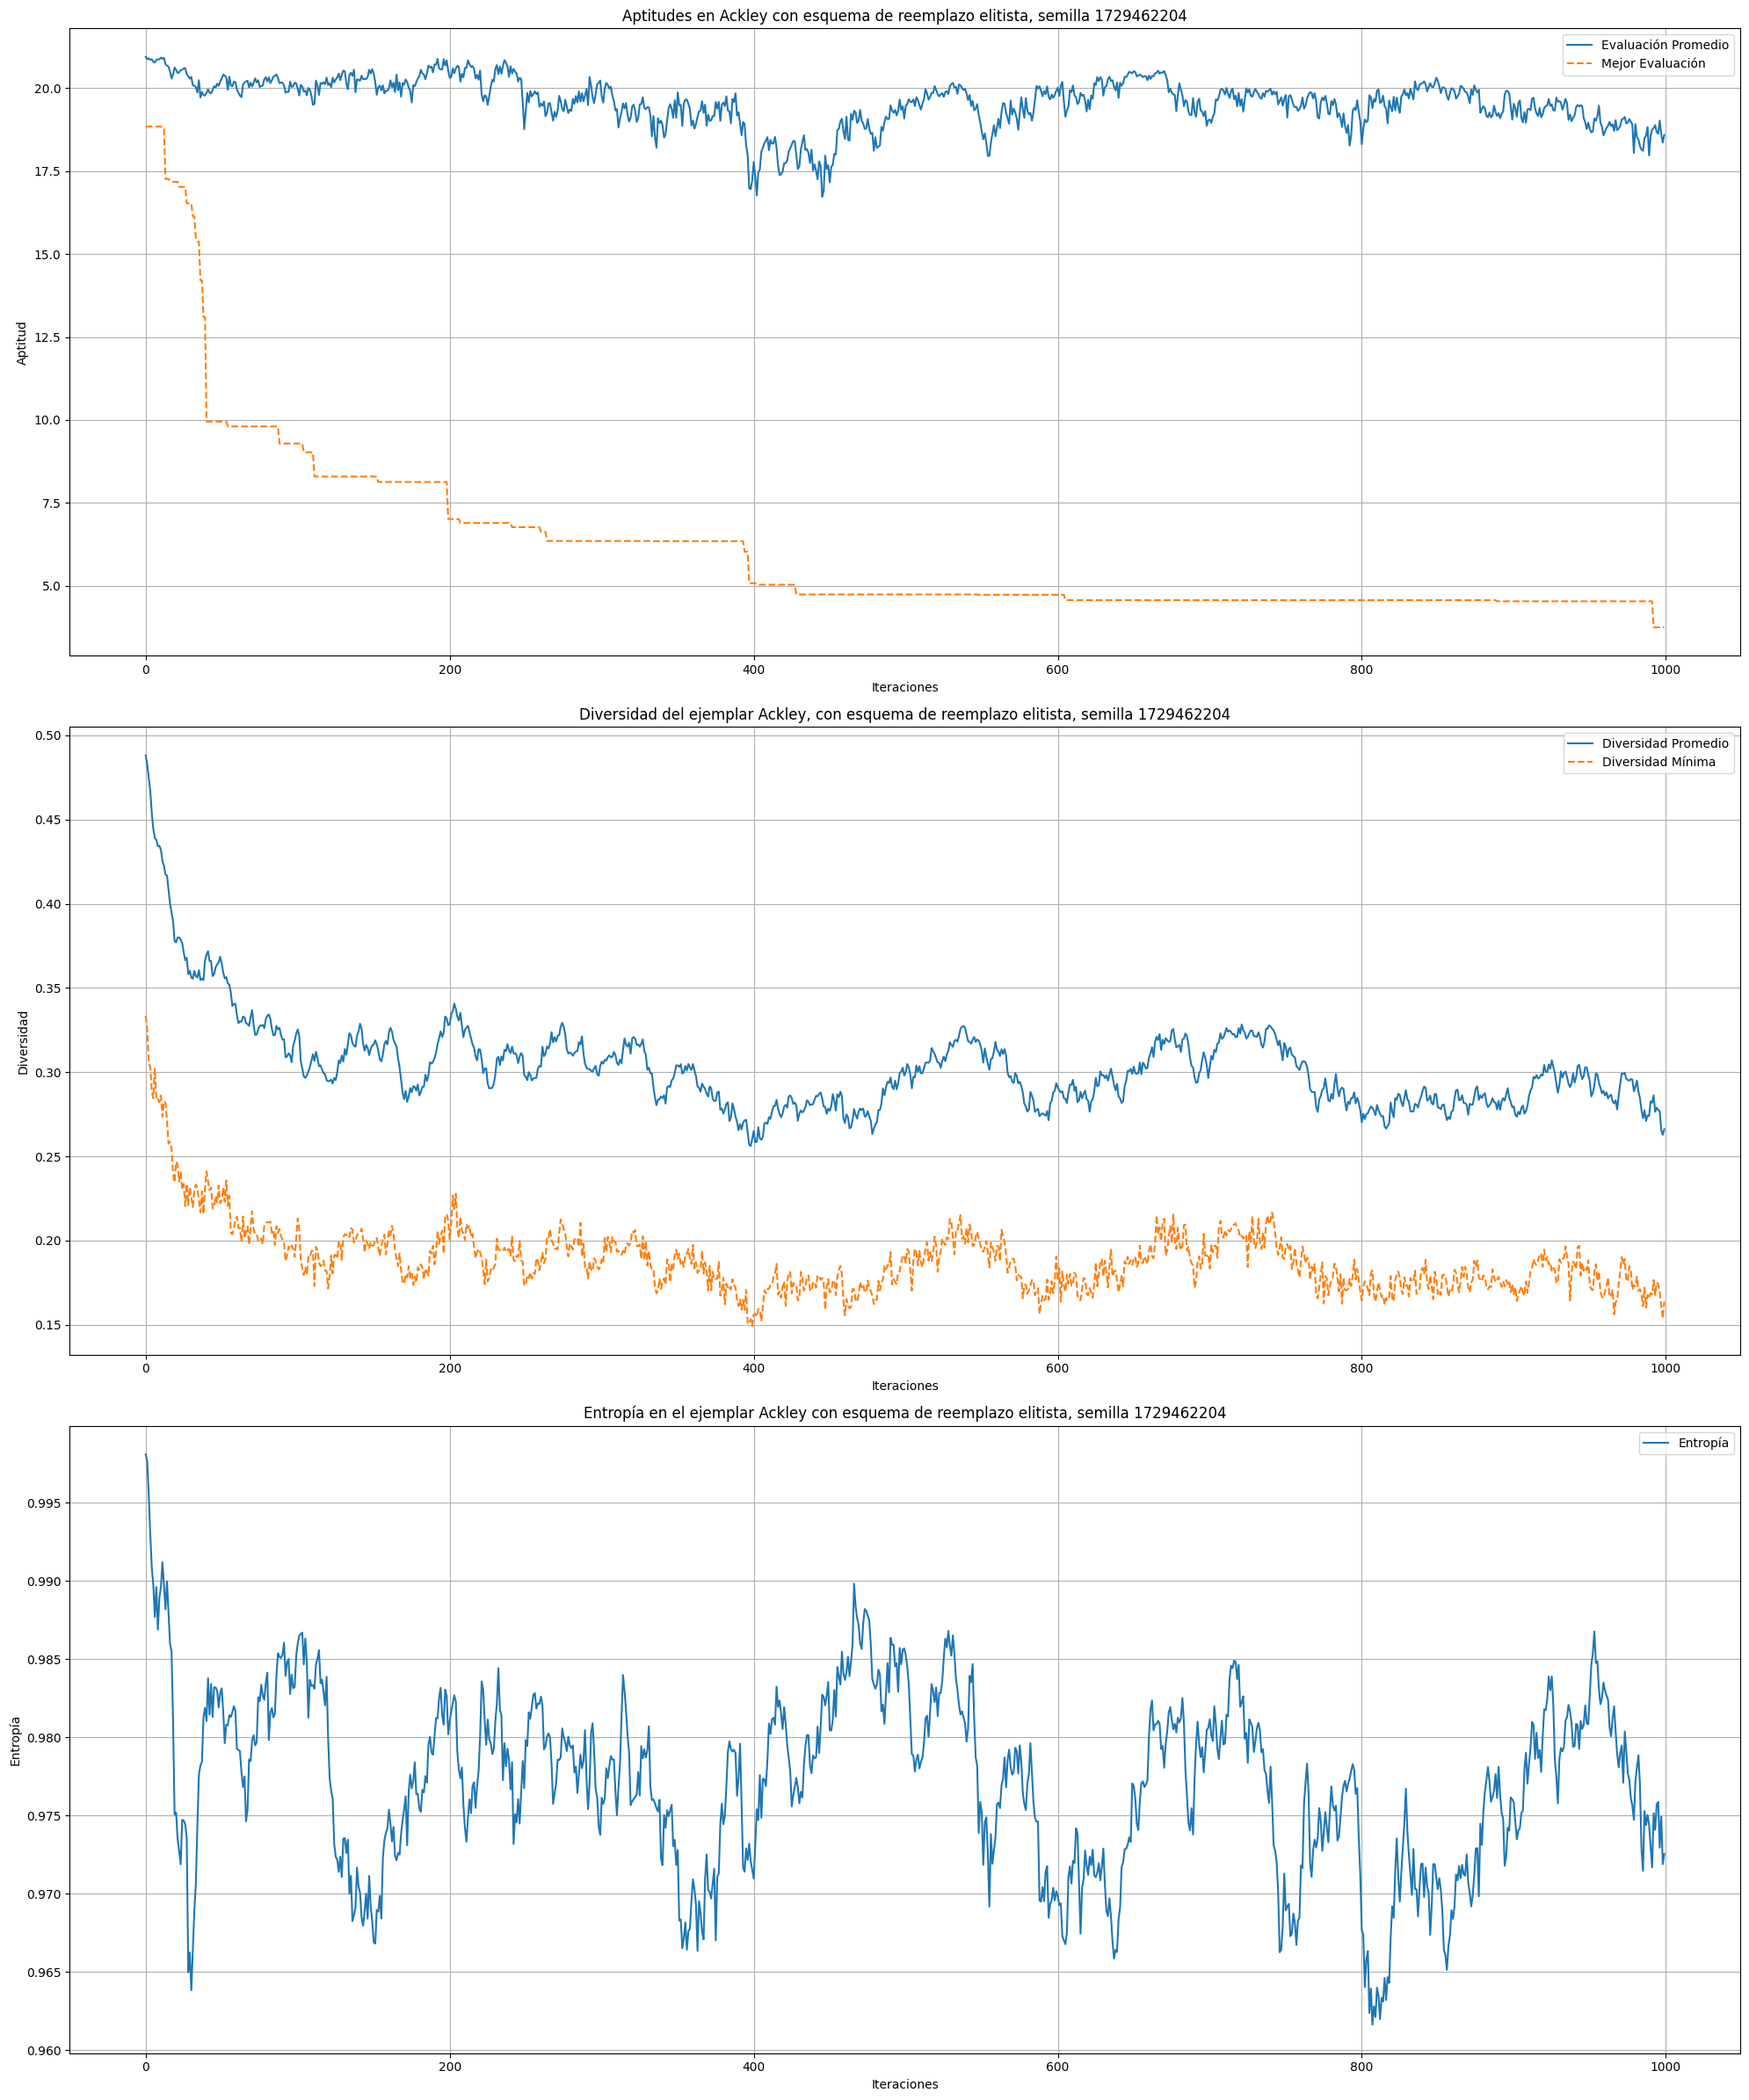 Aptitudes en Ackley con esquema de reemplazo elitista, semilla 1729462204
Evaluación Promedio
Mejor Evaluación
20.0
17.5
15.0
12.5
10.0
7.5
5.0
Aptitud
0 200 400 600 800 1000
Iteraciones
Diversidad del ejemplar Ackley, con esquema de reemplazo elitista, semilla 1729462204
Diversidad Promedio
Diversidad Mínima
0.50
0.45
0.40
0.35
0.30
0.25
0.20
0.15
Diversidad
0 200 400 600 800 1000
Iteraciones
Entropía en el ejemplar Ackley con esquema de reemplazo elitista, semilla 1729462204
Entropía
0.995
0.990
0.985
0.980
0.975
0.970
0.965
0.960
Entropía
0 200 400 600 800 1000
Iteraciones